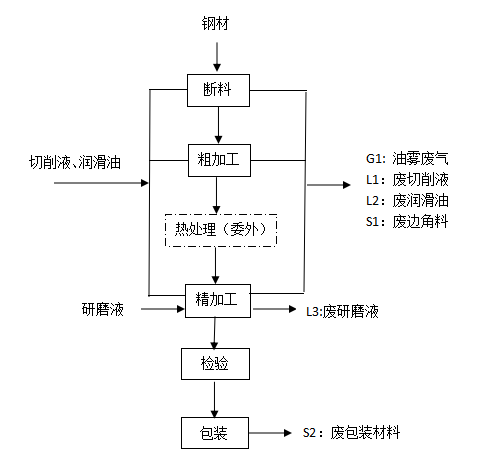 钢材
断料
切削液、润滑油
粗加工
G1: 油雾废气
L1：废切削液
L2：废润滑油
S1：废边角料
热处理（委外）
研磨液
精加工
L3:废研磨液
检验
包装
S2：废包装材料